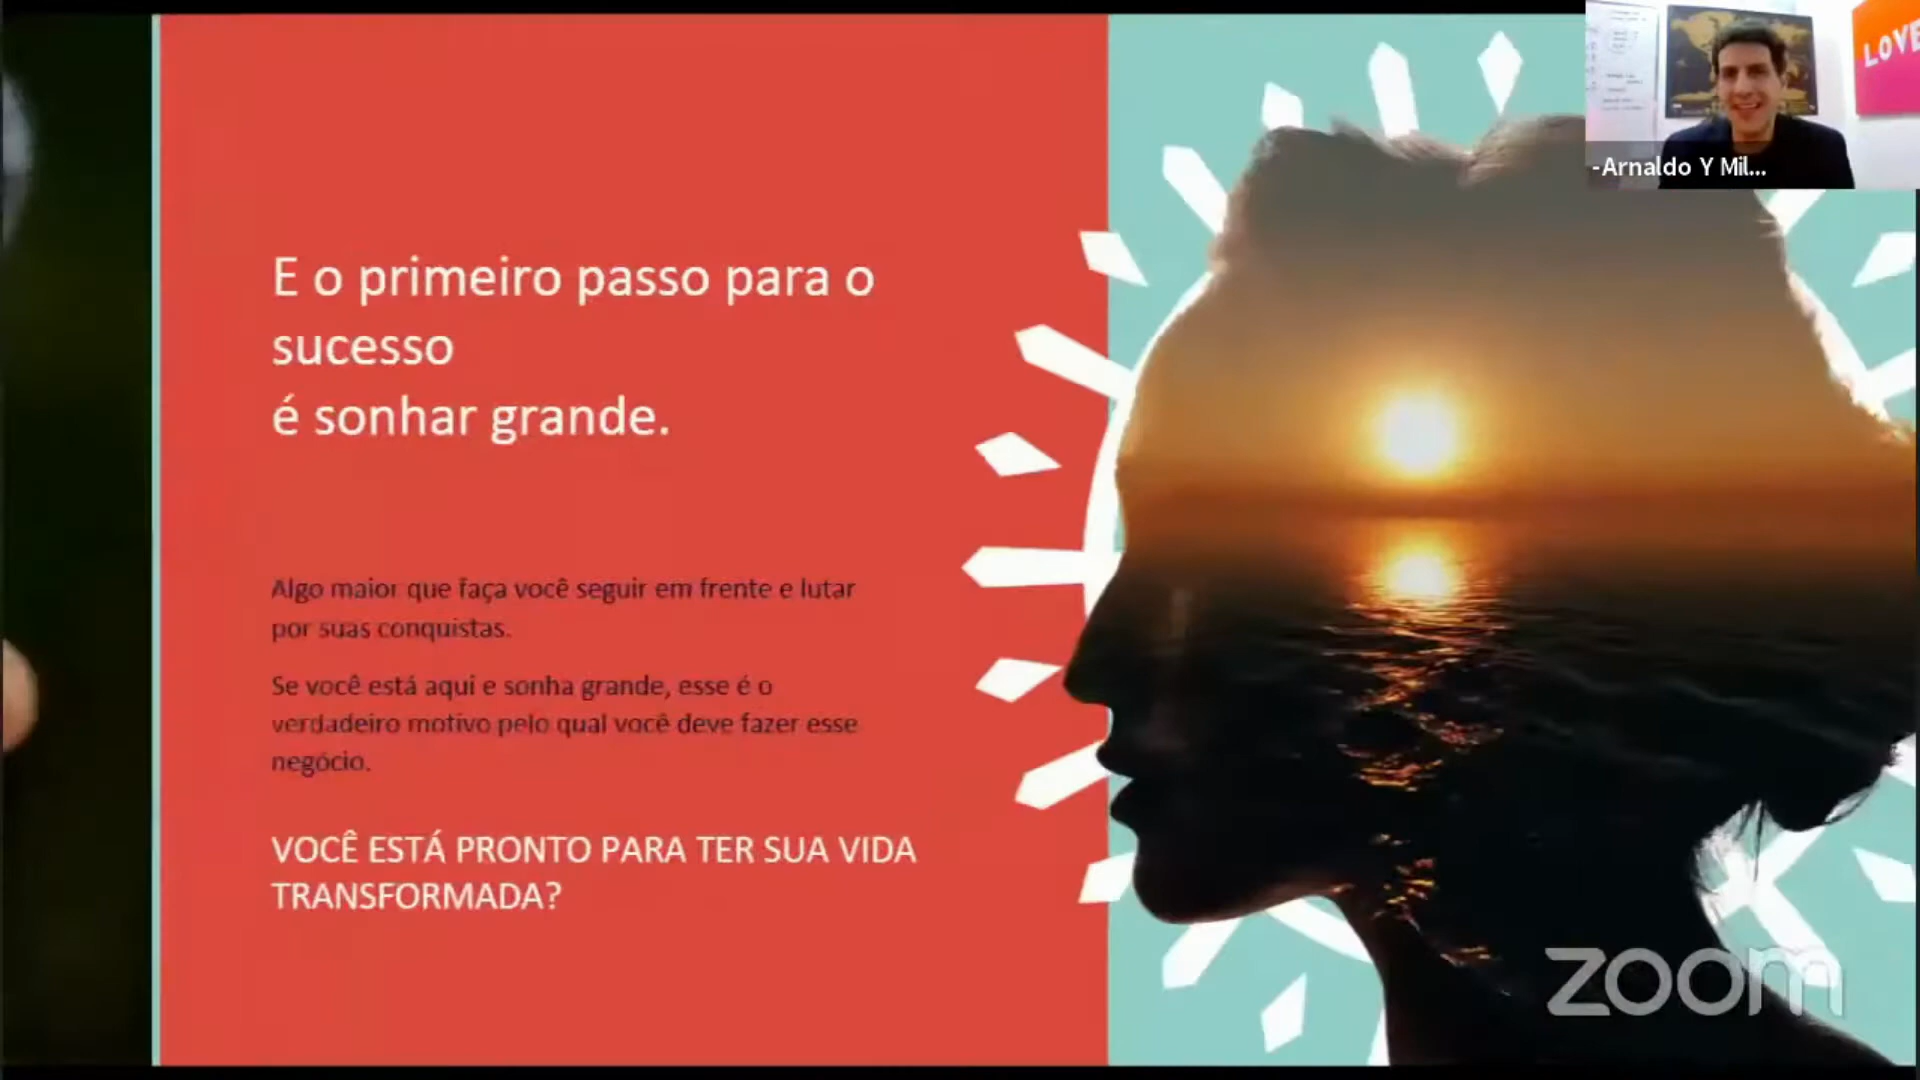 E o primeiro passo para o
sucesso
é sonhar grande.
Algo maior que faça você seguir em frente e lutar
por suas conquistas.
Se você está aqui e sonha grande, esse é o
verdadeiro motivo pelo qual você deve fazer esse
negócio.
VOCÊ ESTÁ PRONTO PARA TER SUA VIDA
TRANSFORMADA?
LOVE
-Arnaldo Y Mil...
zoom